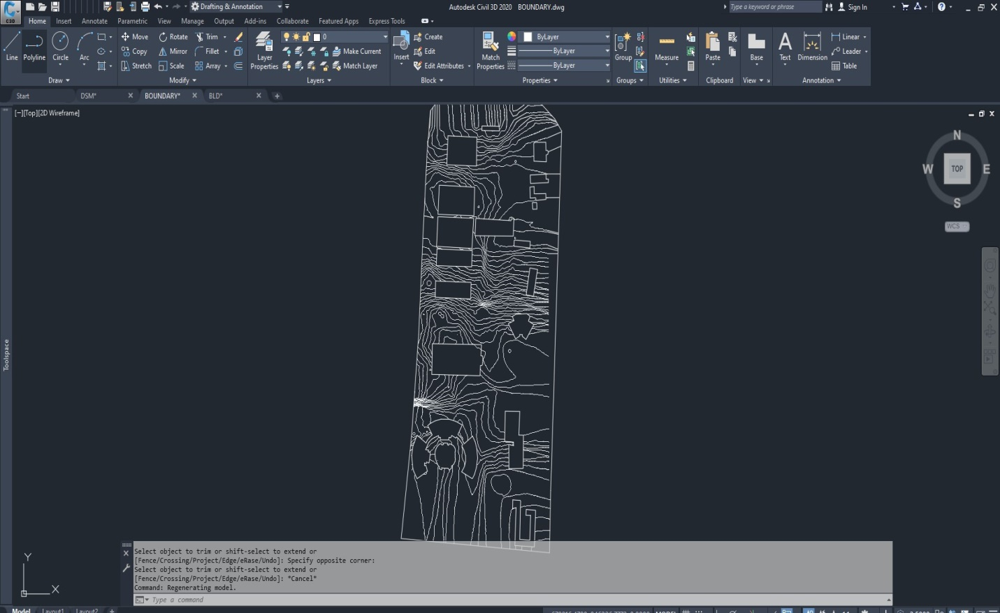 Drafting & Annotation
Autodesk Civil 3D 2020 BOUNDARY.dwg
Type a keyword or phrase
Sign In
C3D
Home Insert Annotate Parametric View Manage Output Add-ins Collaborate Featured Apps Express Tools
Line Polyline Circle Arc
Move Rotate Trim
Copy Mirror Fillet
Stretch Scale Array
Layer Properties
0
Make Current
Match Layer
Insert
Create
Edit
Edit Attributes
Match Properties
ByLayer
ByLayer
ByLayer
Group
Measure
Paste
Base
Text Dimension
Linear
Leader
Table
Draw Modify Layers Block Properties Groups Utilities Clipboard View Annotation
Start DSM* BOUNDARY* BLD*
[−][Top][2D Wireframe]
N
W TOP E
S
WCS
Toolspace
Select object to trim or shift-select to extend or
[Fence/Crossing/Project/Edge/eRase/Undo]: Specify opposite corner:
Select object to trim or shift-select to extend or
[Fence/Crossing/Project/Edge/eRase/Undo]: *Cancel*
Command: Regenerating model.
Type a command
Y
X
Model Layout1 Layout2
MODEL